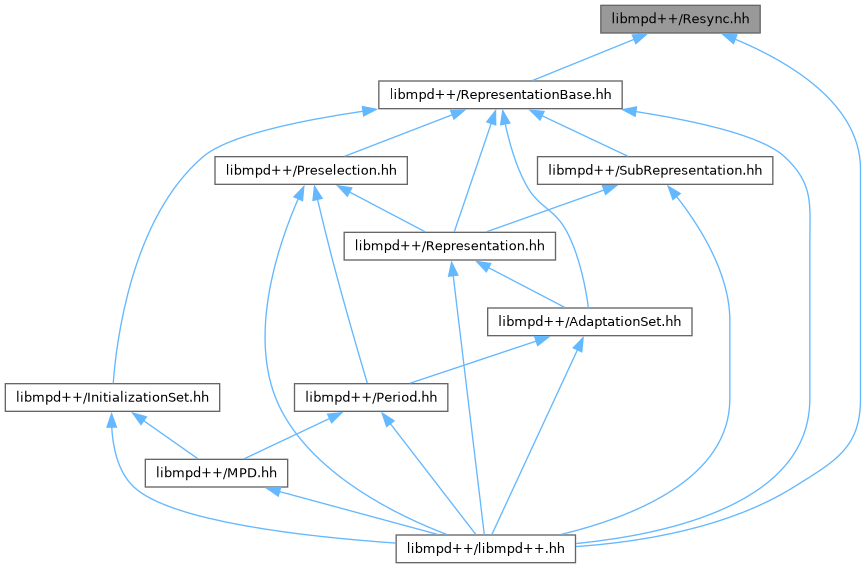 libmpd++/Resync.hh
libmpd++/RepresentationBase.hh
libmpd++/Preselection.hh
libmpd++/SubRepresentation.hh
libmpd++/Representation.hh
libmpd++/AdaptationSet.hh
libmpd++/InitializationSet.hh
libmpd++/Period.hh
libmpd++/MPD.hh
libmpd++/libmpd++.hh